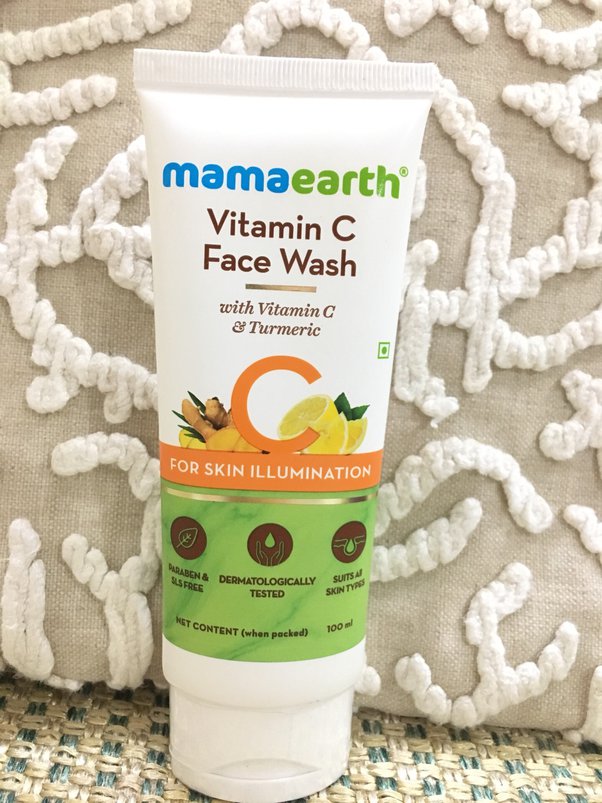 mamaearth®
Vitamin C
Face Wash
with Vitamin C
& Turmeric
C
FOR SKIN ILLUMINATION
PARABEN &
SLS FREE
DERMATOLOGICALLY
TESTED
SUITS All
SKIN TYPES
NET CONTENT (when packed) 100 ml